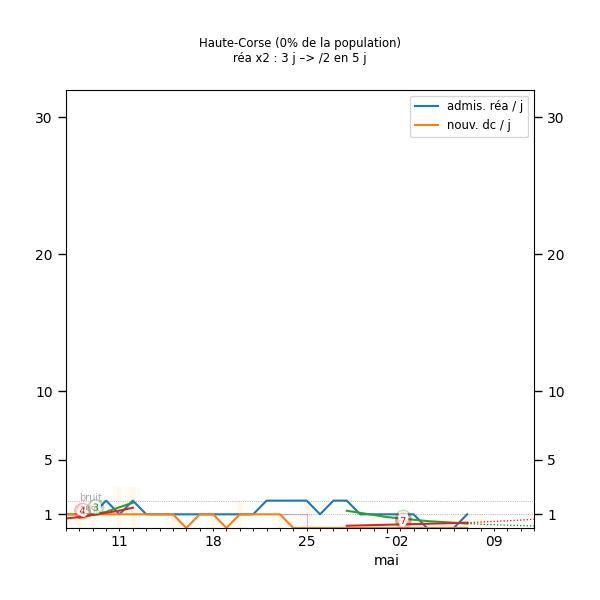 Haute-Corse (0% de la population)
réa x2 : 3 j –> /2 en 5 j
admis. réa / j
nouv. dc / j
30 30
20 20
10 10
5 5
1 1
bruit
4 3
7
11 18 25 02 09
mai